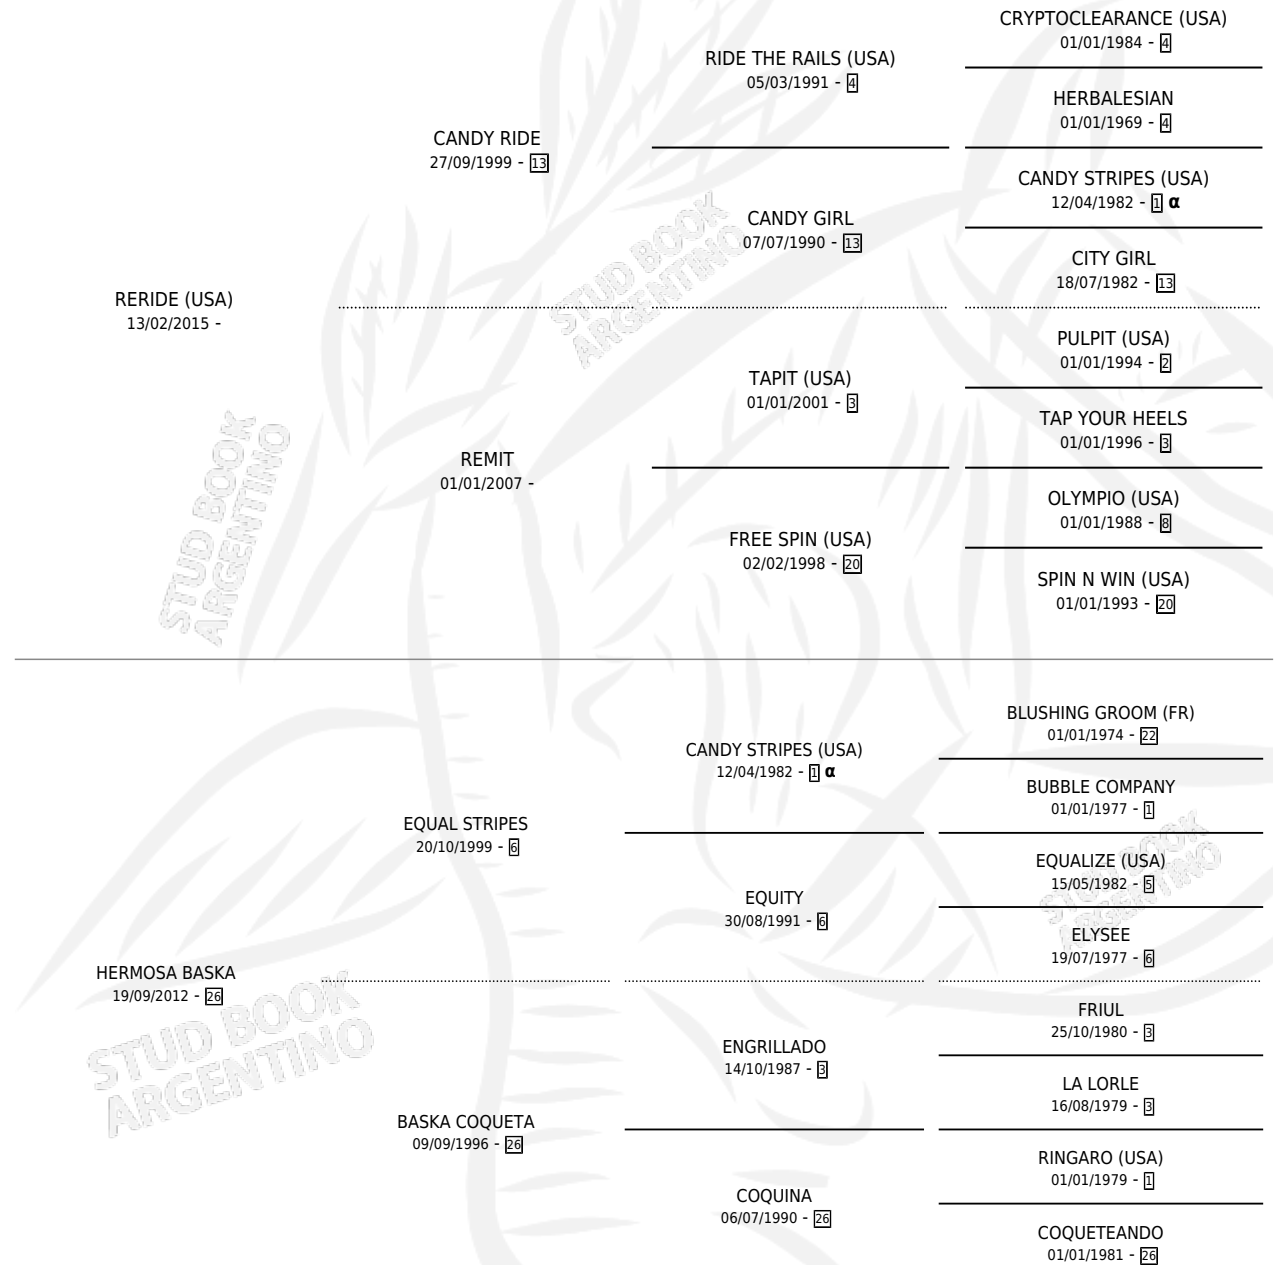 CRYPTOCLEARANCE (USA)
01/01/1984 - 4
RIDE THE RAILS (USA)
05/03/1991 - 4
HERBALESIAN
01/01/1969 - 4
CANDY RIDE
27/09/1999 - 13
CANDY STRIPES (USA)
12/04/1982 - 1 α
CANDY GIRL
07/07/1990 - 13
CITY GIRL
18/07/1982 - 13
RERIDE (USA)
13/02/2015 -
PULPIT (USA)
01/01/1994 - 2
TAPIT (USA)
01/01/2001 - 3
TAP YOUR HEELS
01/01/1996 - 3
REMIT
01/01/2007 -
OLYMPIO (USA)
01/01/1988 - 8
FREE SPIN (USA)
02/02/1998 - 20
SPIN N WIN (USA)
01/01/1993 - 20
BLUSHING GROOM (FR)
01/01/1974 - 22
CANDY STRIPES (USA)
12/04/1982 - 1 α
BUBBLE COMPANY
01/01/1977 - 1
EQUAL STRIPES
20/10/1999 - 6
EQUALIZE (USA)
15/05/1982 - 5
EQUITY
30/08/1991 - 6
ELYSEE
19/07/1977 - 6
HERMOSA BASKA
19/09/2012 - 26
FRIUL
25/10/1980 - 3
ENGRILLADO
14/10/1987 - 3
LA LORLE
16/08/1979 - 3
BASKA COQUETA
09/09/1996 - 26
RINGARO (USA)
01/01/1979 - 1
COQUINA
06/07/1990 - 26
COQUETEANDO
01/01/1981 - 26
STUD BOOK
ARGENTINO
STUD BOOK
ARGENTINO
STUD BOOK
ARGENTINO
STUD BOOK
ARGENTINO